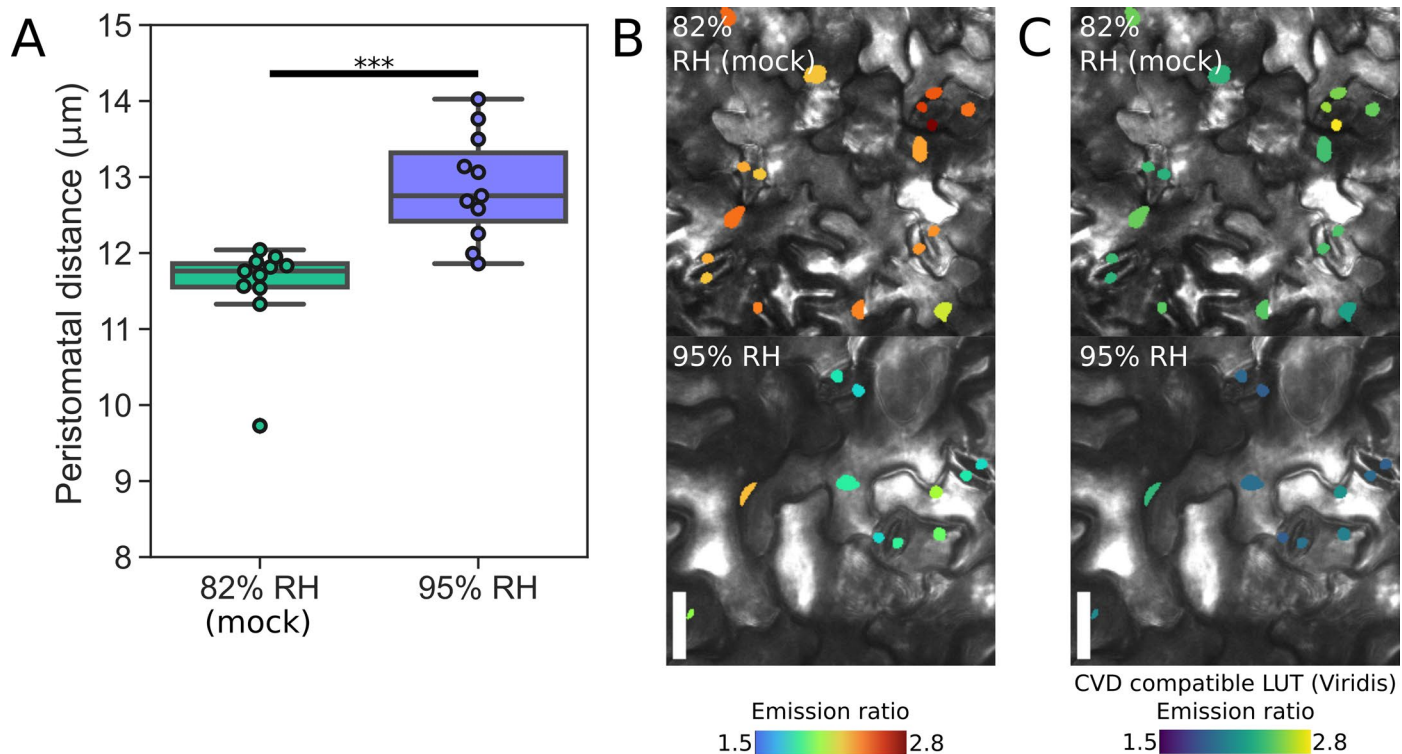 A
Peristomatal distance (µm)
15
14
13
12
11
10
9
8
***
82% RH
(mock)
95% RH
B
82%
RH (mock)
95% RH
Emission ratio
1.5
2.8
C
82%
RH (mock)
95% RH
CVD compatible LUT (Viridis)
Emission ratio
1.5
2.8